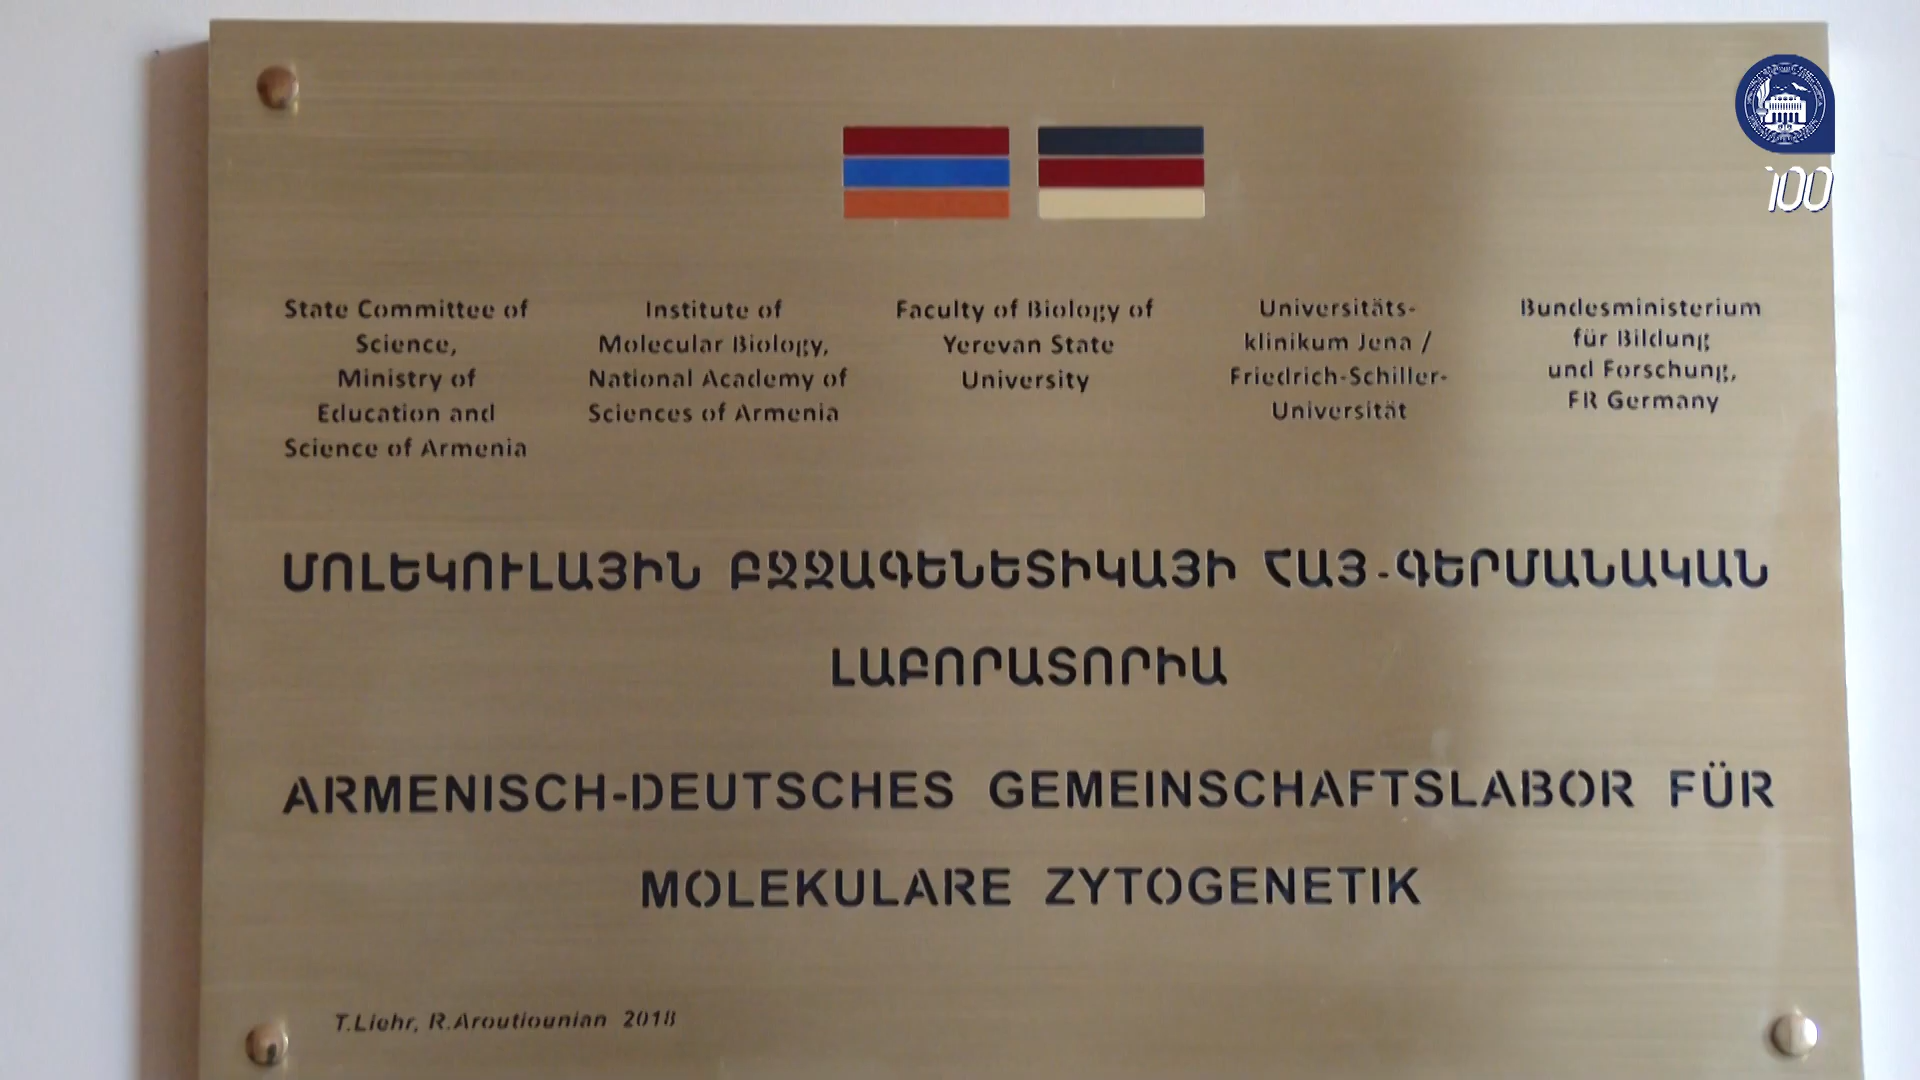 100
State Committee of
Science,
Ministry of
Education and
Science of Armenia
Institute of
Molecular Biology,
National Academy of
Sciences of Armenia
Faculty of Biology of
Yerevan State
University
Universitäts-
klinikum Jena /
Friedrich-Schiller-
Universität
Bundesministerium
für Bildung
und Forschung,
FR Germany
ՄՈԼԵԿՈՒԼԱՅԻՆ ԲՋՋԱԳԵՆԵՏԻԿԱՅԻ ՀԱՅ-ԳԵՐՄԱՆԱԿԱՆ
ԼԱԲՈՐԱՏՈՐԻԱ
ARMENISCH-DEUTSCHES GEMEINSCHAFTSLABOR FÜR
MOLEKULARE ZYTOGENETIK
T.Liehr, R.Aroutiounian 2018